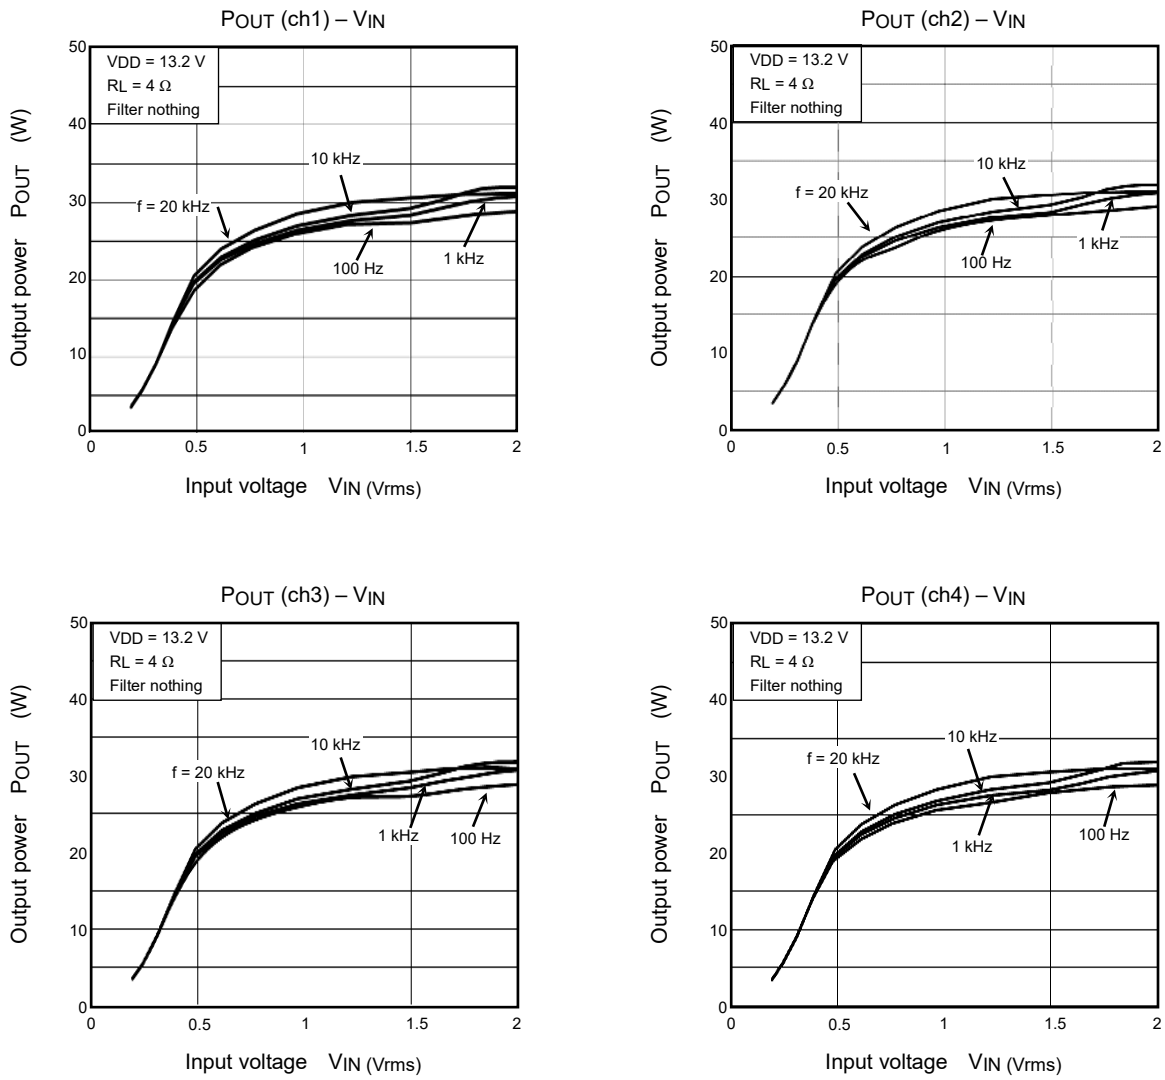 POUT (ch1) – VIN
50
40
30
20
10
0
Output power POUT (W)
VDD = 13.2 V
RL = 4 Ω
Filter nothing
10 kHz
f = 20 kHz
1 kHz
100 Hz
0 0.5 1 1.5 2
Input voltage VIN (Vrms)
POUT (ch2) – VIN
50
40
30
20
10
0
Output power POUT (W)
VDD = 13.2 V
RL = 4 Ω
Filter nothing
10 kHz
f = 20 kHz
1 kHz
100 Hz
0 0.5 1 1.5 2
Input voltage VIN (Vrms)
POUT (ch3) – VIN
50
40
30
20
10
0
Output power POUT (W)
VDD = 13.2 V
RL = 4 Ω
Filter nothing
10 kHz
f = 20 kHz
1 kHz
100 Hz
0 0.5 1 1.5 2
Input voltage VIN (Vrms)
POUT (ch4) – VIN
50
40
30
20
10
0
Output power POUT (W)
VDD = 13.2 V
RL = 4 Ω
Filter nothing
10 kHz
f = 20 kHz
100 Hz
1 kHz
0 0.5 1 1.5 2
Input voltage VIN (Vrms)